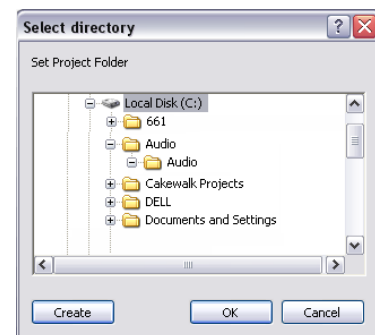 Select directory
Set Project Folder
Local Disk (C:)
661
Audio
Audio
Cakewalk Projects
DELL
Documents and Settings
Create
OK
Cancel